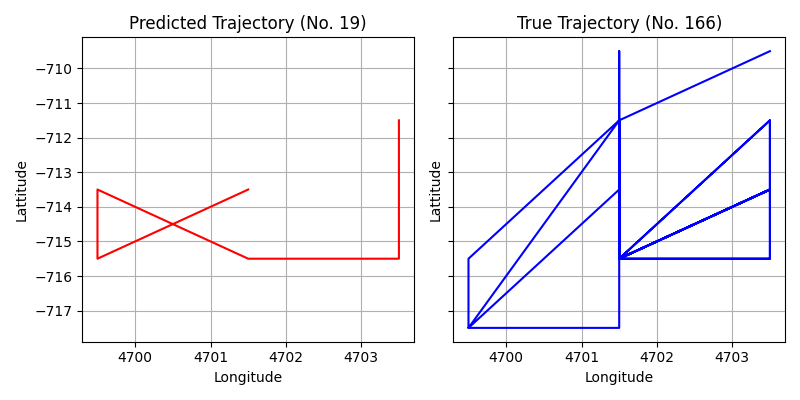 Predicted Trajectory (No. 19)
True Trajectory (No. 166)
Lattitude
−710
−711
−712
−713
−714
−715
−716
−717
4700
4701
4702
4703
Longitude
Lattitude
4700
4701
4702
4703
Longitude